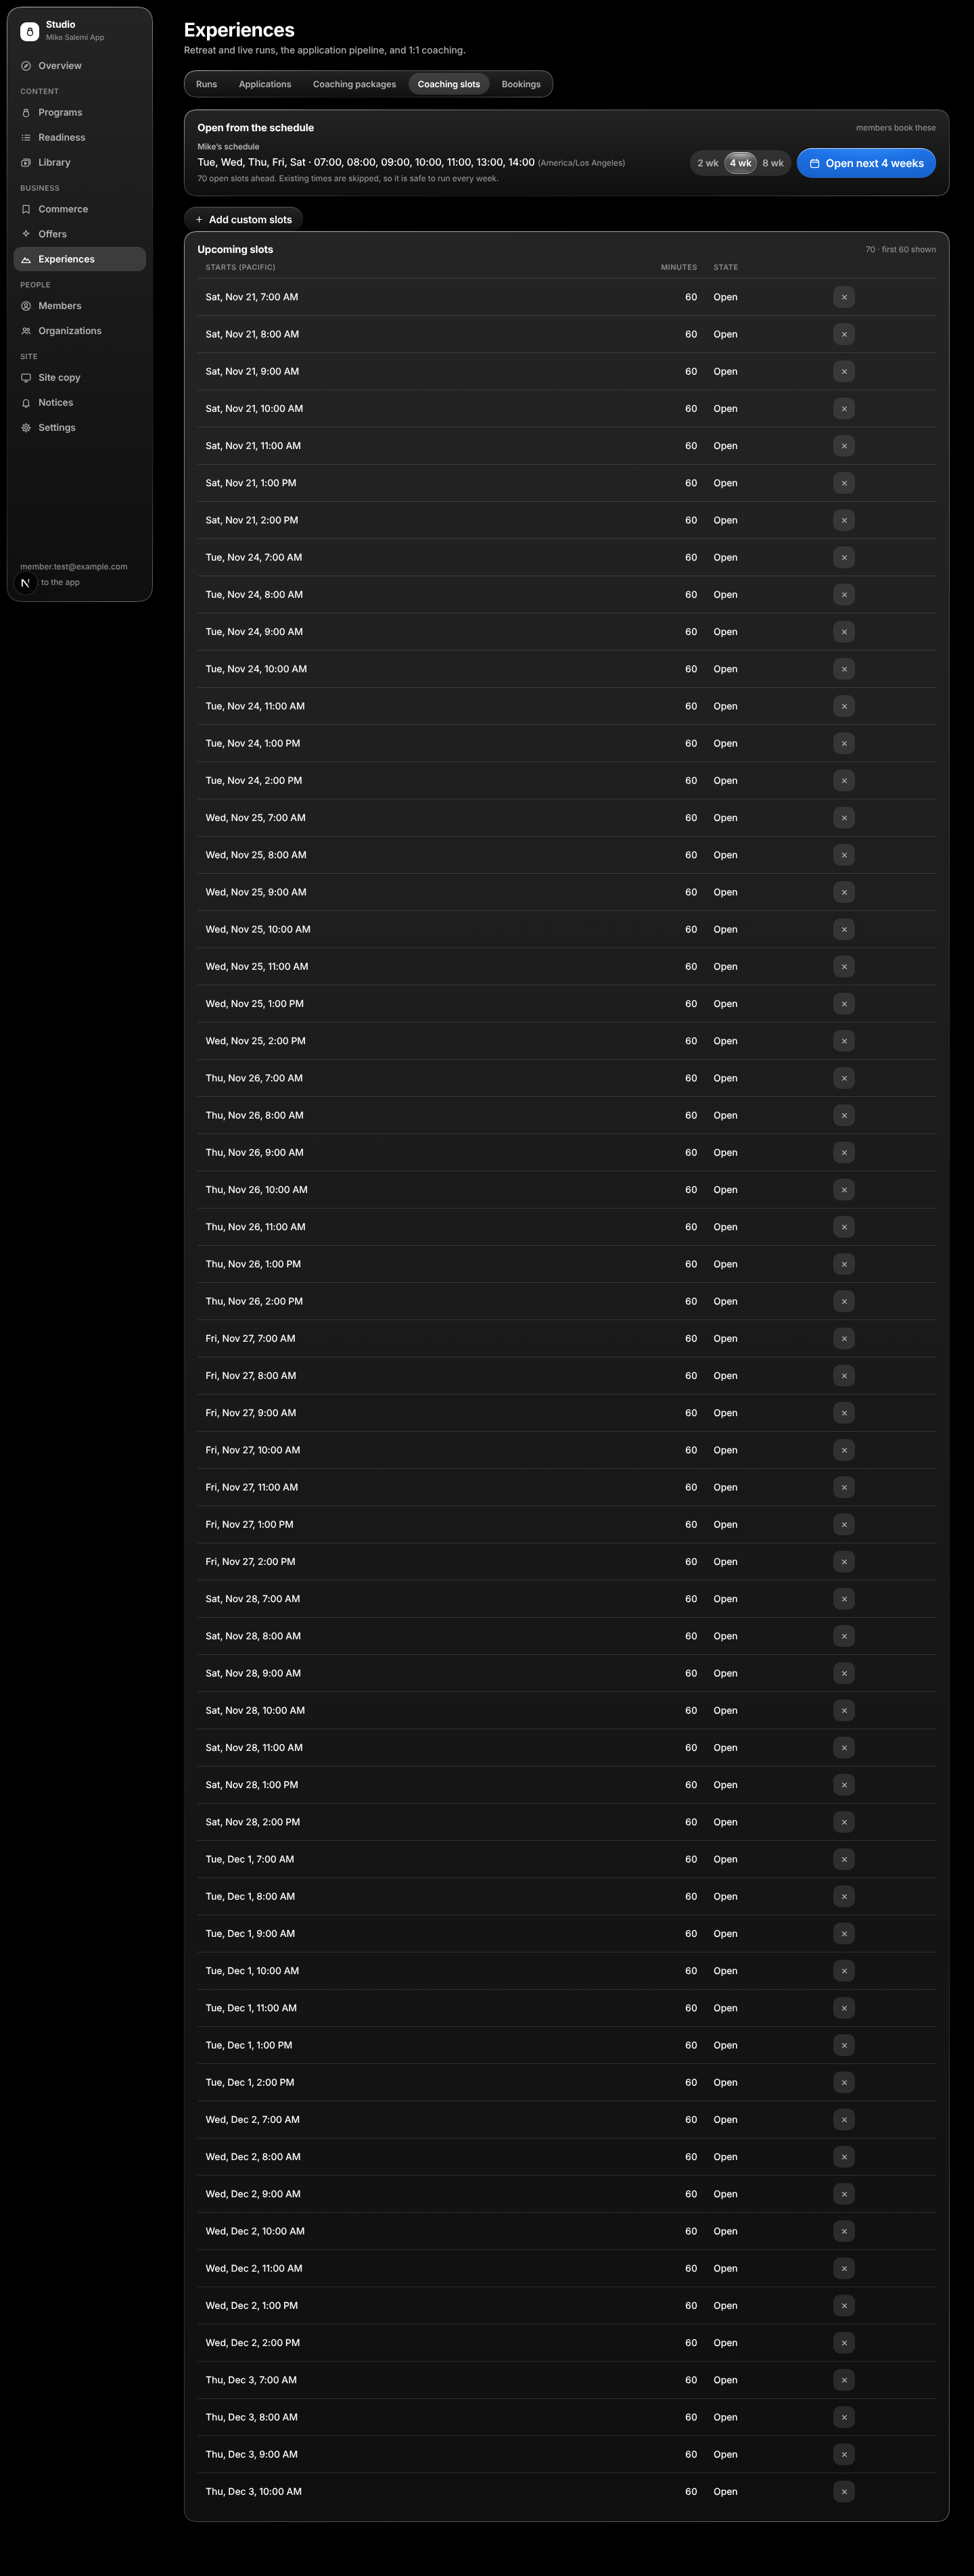 Studio
Mike Salemi App
Overview
CONTENT
Programs
Readiness
Library
BUSINESS
Commerce
Offers
Experiences
PEOPLE
Members
Organizations
SITE
Site copy
Notices
Settings
member.test@example.com
N to the app
Experiences
Retreat and live runs, the application pipeline, and 1:1 coaching.
Runs Applications Coaching packages Coaching slots Bookings
Open from the schedule members book these
Mike's schedule
Tue, Wed, Thu, Fri, Sat · 07:00, 08:00, 09:00, 10:00, 11:00, 13:00, 14:00 (America/Los Angeles)
70 open slots ahead. Existing times are skipped, so it is safe to run every week.
2 wk 4 wk 8 wk Open next 4 weeks
+ Add custom slots
Upcoming slots 70 · first 60 shown
STARTS (PACIFIC) MINUTES STATE
Sat, Nov 21, 7:00 AM 60 Open ×
Sat, Nov 21, 8:00 AM 60 Open ×
Sat, Nov 21, 9:00 AM 60 Open ×
Sat, Nov 21, 10:00 AM 60 Open ×
Sat, Nov 21, 11:00 AM 60 Open ×
Sat, Nov 21, 1:00 PM 60 Open ×
Sat, Nov 21, 2:00 PM 60 Open ×
Tue, Nov 24, 7:00 AM 60 Open ×
Tue, Nov 24, 8:00 AM 60 Open ×
Tue, Nov 24, 9:00 AM 60 Open ×
Tue, Nov 24, 10:00 AM 60 Open ×
Tue, Nov 24, 11:00 AM 60 Open ×
Tue, Nov 24, 1:00 PM 60 Open ×
Tue, Nov 24, 2:00 PM 60 Open ×
Wed, Nov 25, 7:00 AM 60 Open ×
Wed, Nov 25, 8:00 AM 60 Open ×
Wed, Nov 25, 9:00 AM 60 Open ×
Wed, Nov 25, 10:00 AM 60 Open ×
Wed, Nov 25, 11:00 AM 60 Open ×
Wed, Nov 25, 1:00 PM 60 Open ×
Wed, Nov 25, 2:00 PM 60 Open ×
Thu, Nov 26, 7:00 AM 60 Open ×
Thu, Nov 26, 8:00 AM 60 Open ×
Thu, Nov 26, 9:00 AM 60 Open ×
Thu, Nov 26, 10:00 AM 60 Open ×
Thu, Nov 26, 11:00 AM 60 Open ×
Thu, Nov 26, 1:00 PM 60 Open ×
Thu, Nov 26, 2:00 PM 60 Open ×
Fri, Nov 27, 7:00 AM 60 Open ×
Fri, Nov 27, 8:00 AM 60 Open ×
Fri, Nov 27, 9:00 AM 60 Open ×
Fri, Nov 27, 10:00 AM 60 Open ×
Fri, Nov 27, 11:00 AM 60 Open ×
Fri, Nov 27, 1:00 PM 60 Open ×
Fri, Nov 27, 2:00 PM 60 Open ×
Sat, Nov 28, 7:00 AM 60 Open ×
Sat, Nov 28, 8:00 AM 60 Open ×
Sat, Nov 28, 9:00 AM 60 Open ×
Sat, Nov 28, 10:00 AM 60 Open ×
Sat, Nov 28, 11:00 AM 60 Open ×
Sat, Nov 28, 1:00 PM 60 Open ×
Sat, Nov 28, 2:00 PM 60 Open ×
Tue, Dec 1, 7:00 AM 60 Open ×
Tue, Dec 1, 8:00 AM 60 Open ×
Tue, Dec 1, 9:00 AM 60 Open ×
Tue, Dec 1, 10:00 AM 60 Open ×
Tue, Dec 1, 11:00 AM 60 Open ×
Tue, Dec 1, 1:00 PM 60 Open ×
Tue, Dec 1, 2:00 PM 60 Open ×
Wed, Dec 2, 7:00 AM 60 Open ×
Wed, Dec 2, 8:00 AM 60 Open ×
Wed, Dec 2, 9:00 AM 60 Open ×
Wed, Dec 2, 10:00 AM 60 Open ×
Wed, Dec 2, 11:00 AM 60 Open ×
Wed, Dec 2, 1:00 PM 60 Open ×
Wed, Dec 2, 2:00 PM 60 Open ×
Thu, Dec 3, 7:00 AM 60 Open ×
Thu, Dec 3, 8:00 AM 60 Open ×
Thu, Dec 3, 9:00 AM 60 Open ×
Thu, Dec 3, 10:00 AM 60 Open ×